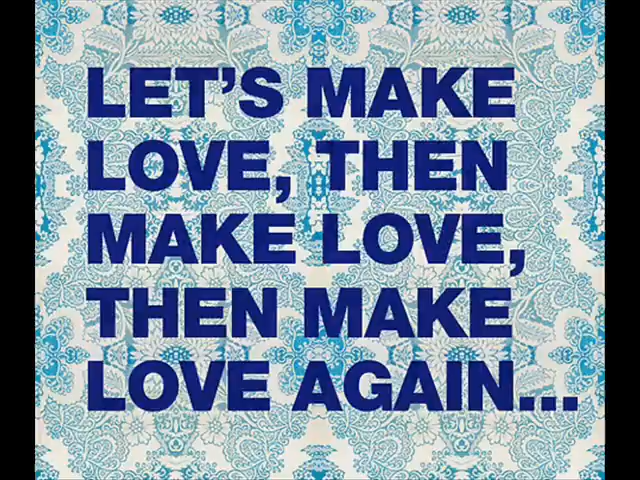 LET’S MAKE
LOVE, THEN
MAKE LOVE,
THEN MAKE
LOVE AGAIN...